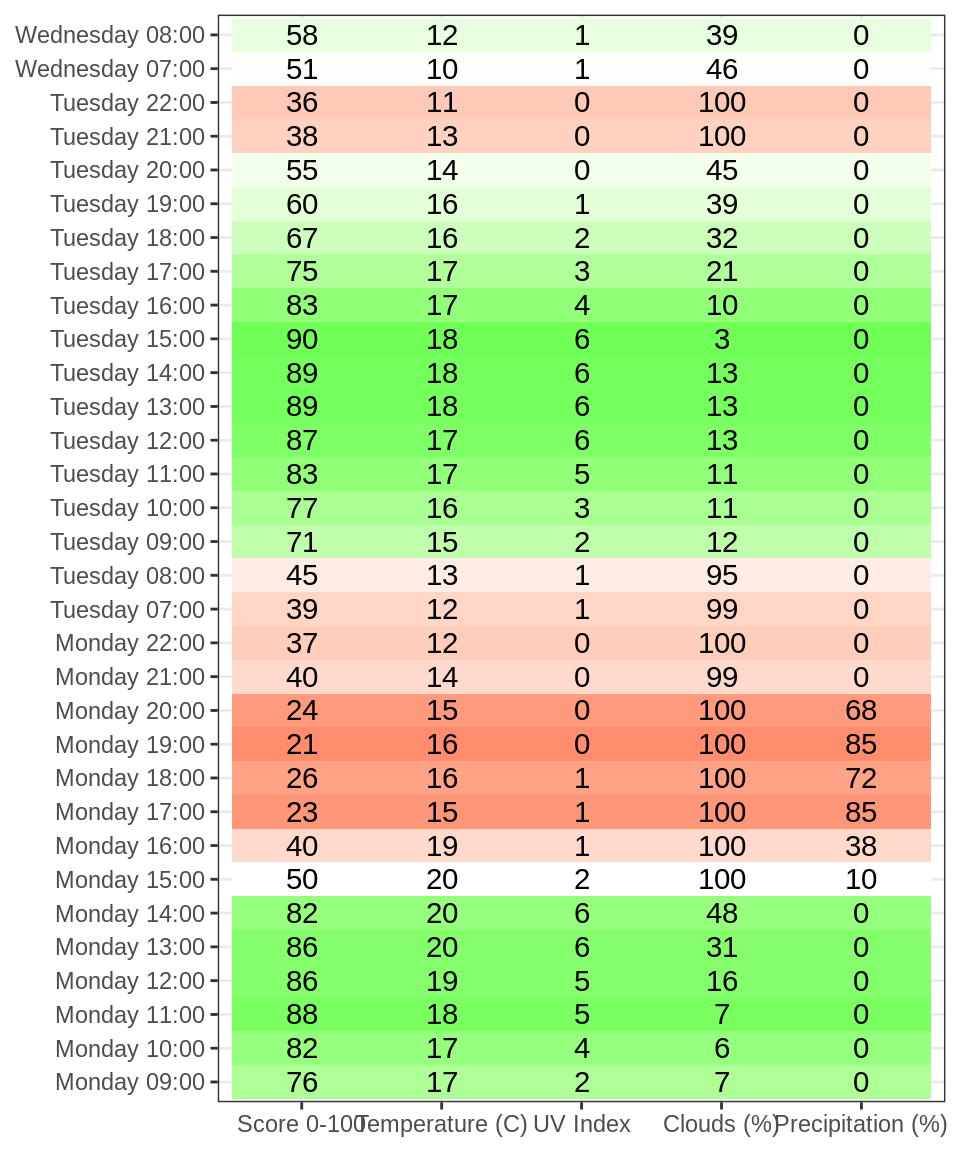 Wednesday 08:00 58 12 1 39 0
Wednesday 07:00 51 10 1 46 0
Tuesday 22:00 36 11 0 100 0
Tuesday 21:00 38 13 0 100 0
Tuesday 20:00 55 14 0 45 0
Tuesday 19:00 60 16 1 39 0
Tuesday 18:00 67 16 2 32 0
Tuesday 17:00 75 17 3 21 0
Tuesday 16:00 83 17 4 10 0
Tuesday 15:00 90 18 6 3 0
Tuesday 14:00 89 18 6 13 0
Tuesday 13:00 89 18 6 13 0
Tuesday 12:00 87 17 6 13 0
Tuesday 11:00 83 17 5 11 0
Tuesday 10:00 77 16 3 11 0
Tuesday 09:00 71 15 2 12 0
Tuesday 08:00 45 13 1 95 0
Tuesday 07:00 39 12 1 99 0
Monday 22:00 37 12 0 100 0
Monday 21:00 40 14 0 99 0
Monday 20:00 24 15 0 100 68
Monday 19:00 21 16 0 100 85
Monday 18:00 26 16 1 100 72
Monday 17:00 23 15 1 100 85
Monday 16:00 40 19 1 100 38
Monday 15:00 50 20 2 100 10
Monday 14:00 82 20 6 48 0
Monday 13:00 86 20 6 31 0
Monday 12:00 86 19 5 16 0
Monday 11:00 88 18 5 7 0
Monday 10:00 82 17 4 6 0
Monday 09:00 76 17 2 7 0
Score 0-100 Temperature (C) UV Index Clouds (%) Precipitation (%)